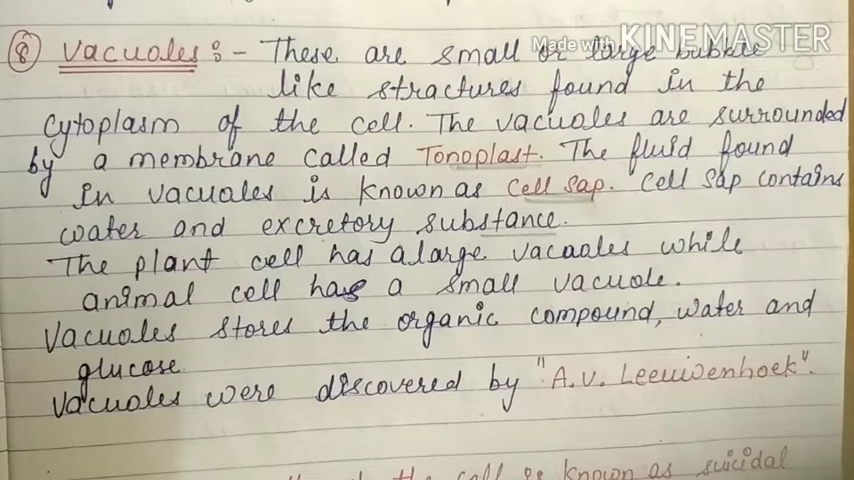 Made with KINEMASTER
⑧ Vacuoles :- These are small or large bubble
like structures found in the
cytoplasm of the cell. The vacuoles are surrounded
by a membrane called Tonoplast. The fluid found
in vacuales is known as cell sap. Cell sap contains
water and excretory substance.
The plant cell has a large vacuoles while
animal cell has a small vacuole.
Vacuoles stores the organic compound, water and
glucose
Vacuoles were discovered by "A.V. Leeuwenhoek".
the cell is known as suicidal